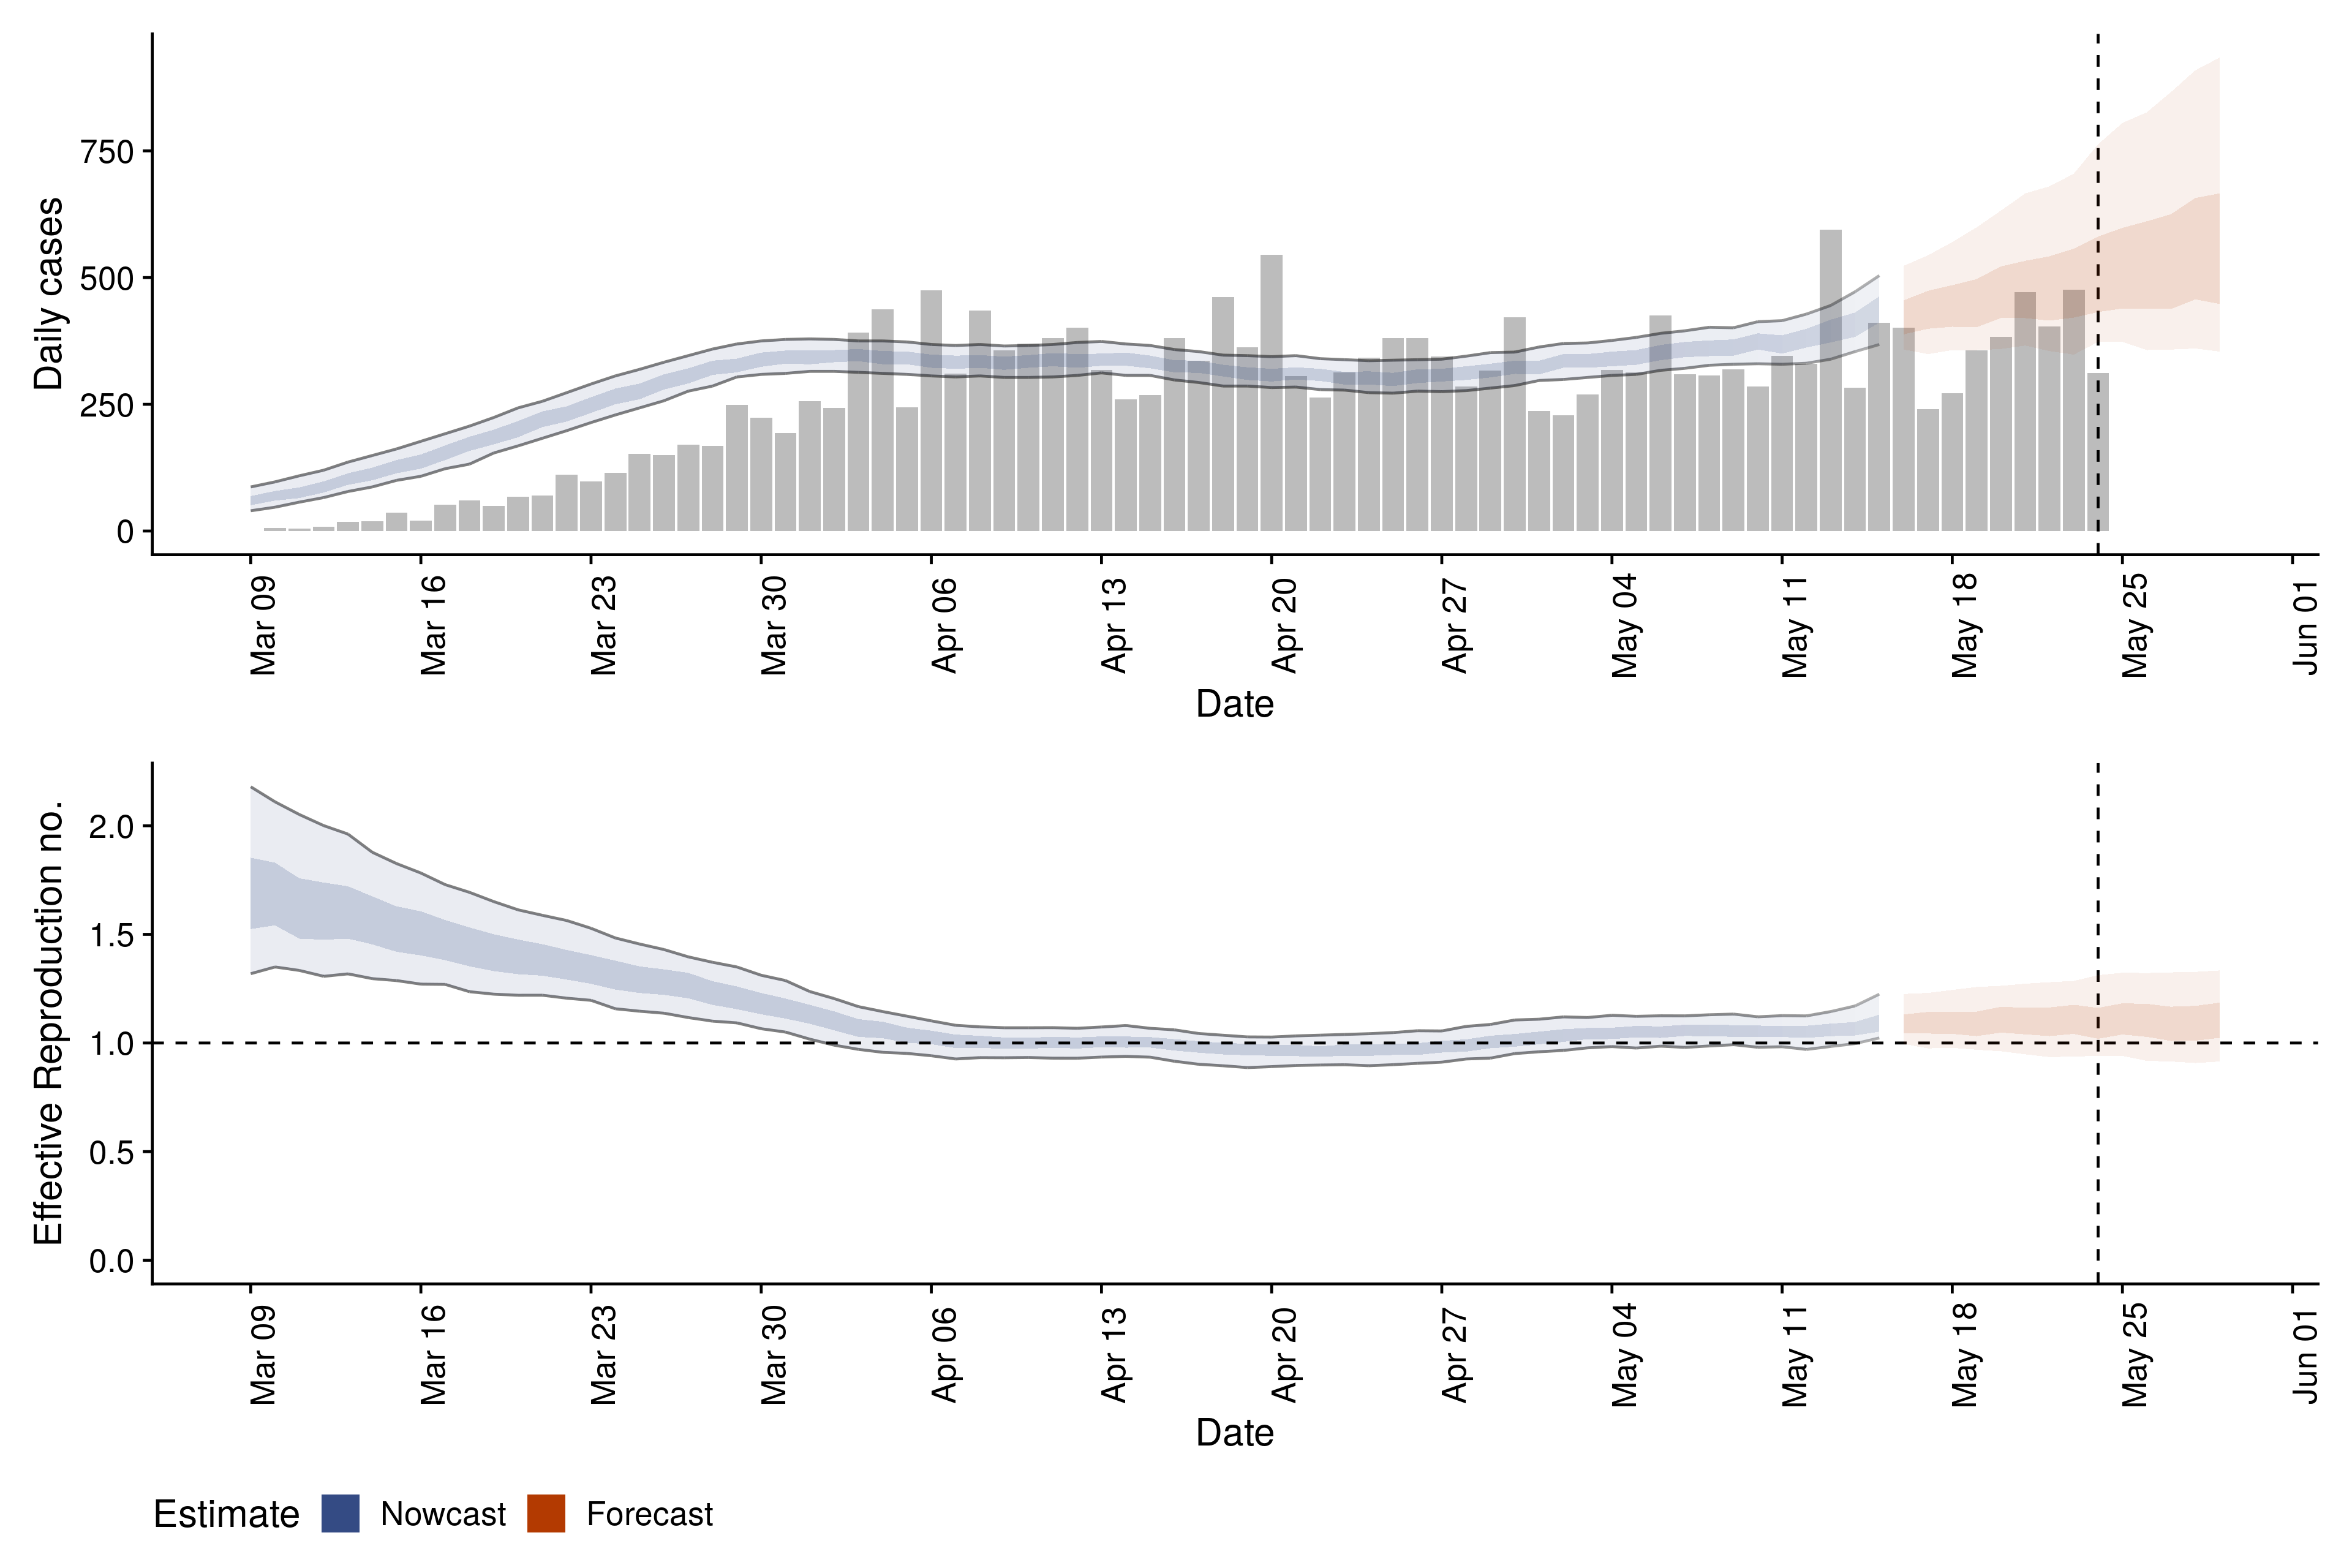 Daily cases
750
500
250
0
Mar 09
Mar 16
Mar 23
Mar 30
Apr 06
Apr 13
Apr 20
Apr 27
May 04
May 11
May 18
May 25
Jun 01
Date
Effective Reproduction no.
2.0
1.5
1.0
0.5
0.0
Mar 09
Mar 16
Mar 23
Mar 30
Apr 06
Apr 13
Apr 20
Apr 27
May 04
May 11
May 18
May 25
Jun 01
Date
Estimate Nowcast Forecast